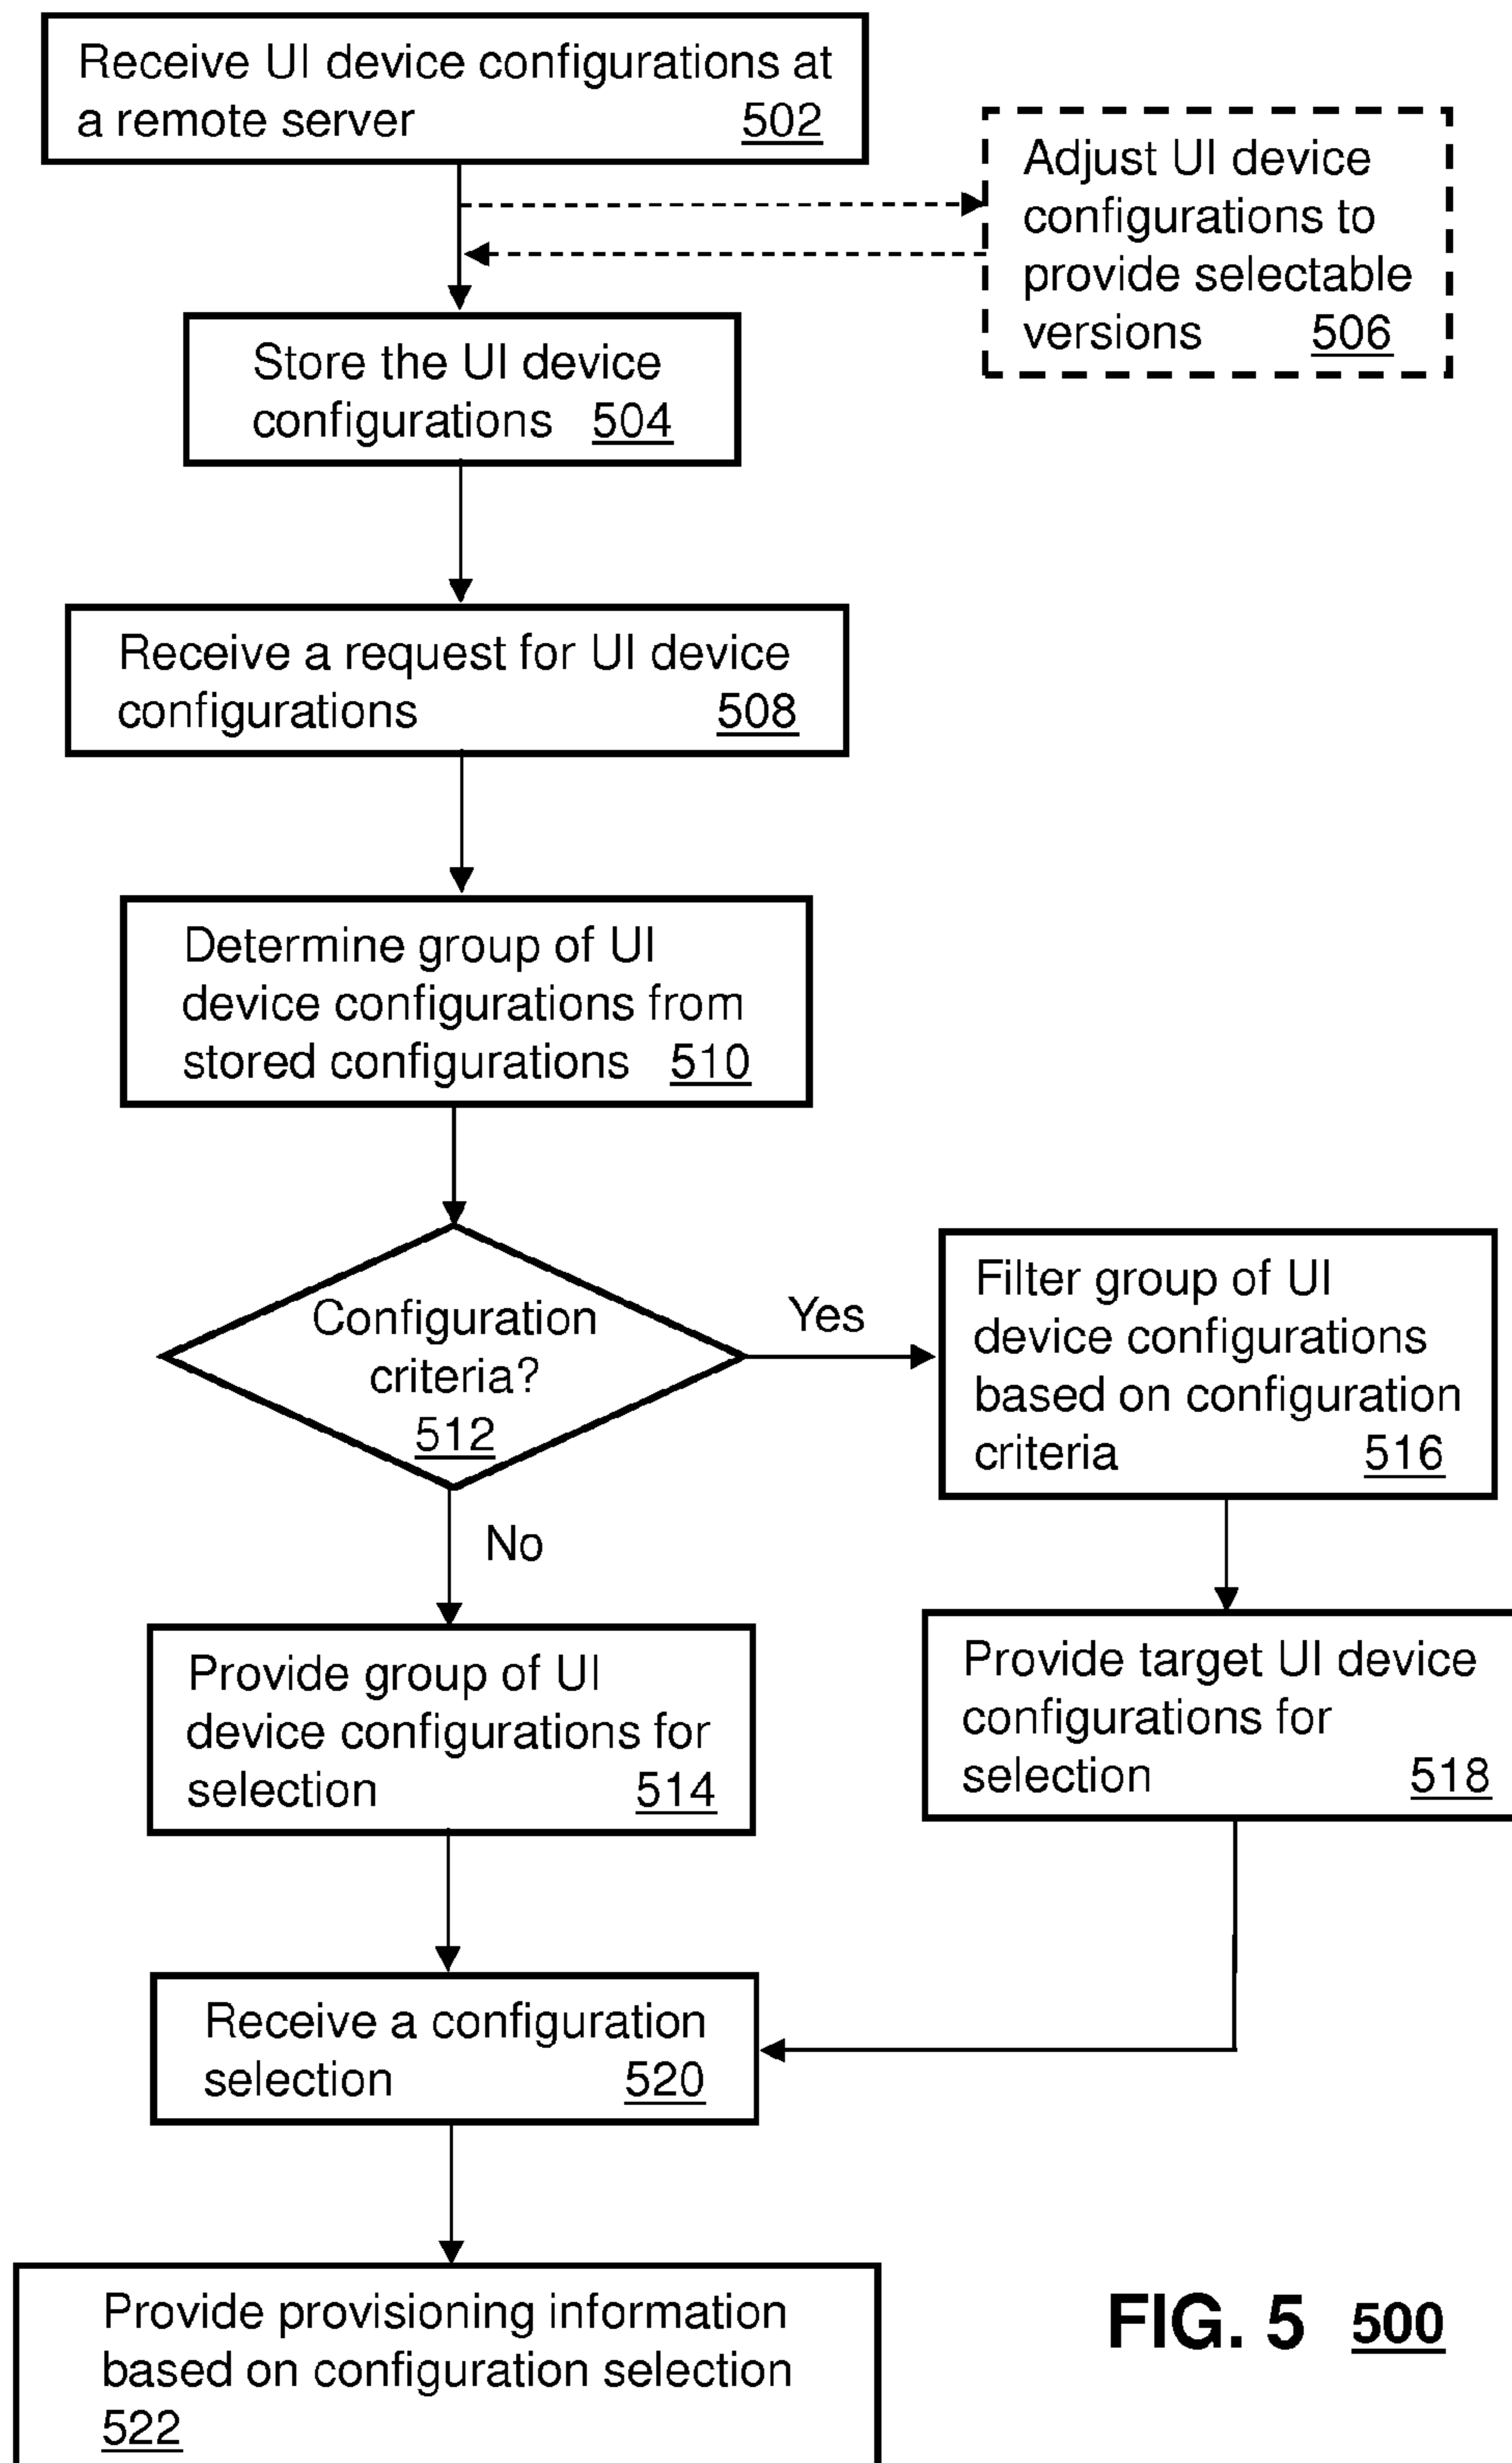 Receive UI device configurations at
a remote server 502
Adjust UI device
configurations to
provide selectable
versions 506
Store the UI device
configurations 504
Receive a request for UI device
configurations 508
Determine group of UI
device configurations from
stored configurations 510
Configuration
criteria?
512
Yes
Filter group of UI
device configurations
based on configuration
criteria 516
No
Provide group of UI
device configurations for
selection 514
Provide target UI device
configurations for
selection 518
Receive a configuration
selection 520
Provide provisioning information
based on configuration selection
522
FIG. 5 500